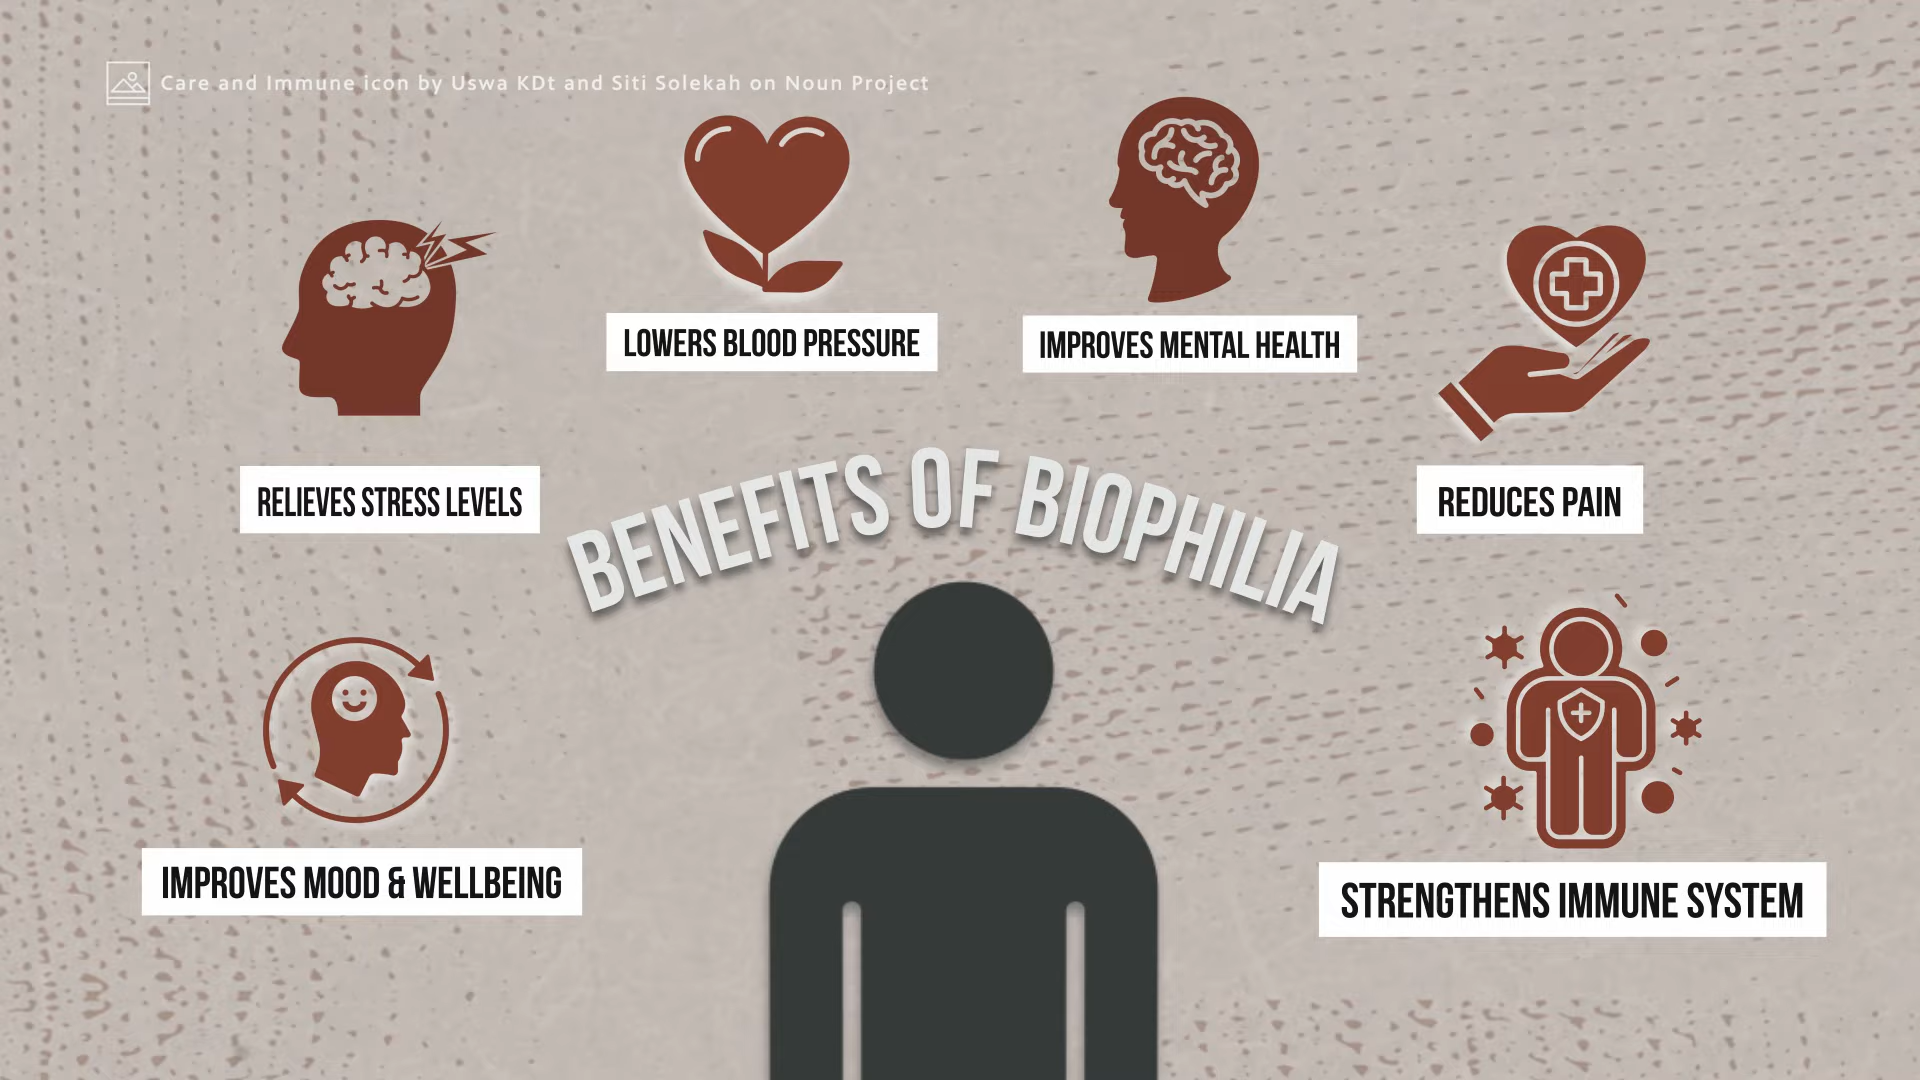 Care and Immune icon by Uswa KDt and Siti Solekah on Noun Project
LOWERS BLOOD PRESSURE
IMPROVES MENTAL HEALTH
RELIEVES STRESS LEVELS
REDUCES PAIN
BENEFITS OF BIOPHILIA
IMPROVES MOOD & WELLBEING
STRENGTHENS IMMUNE SYSTEM